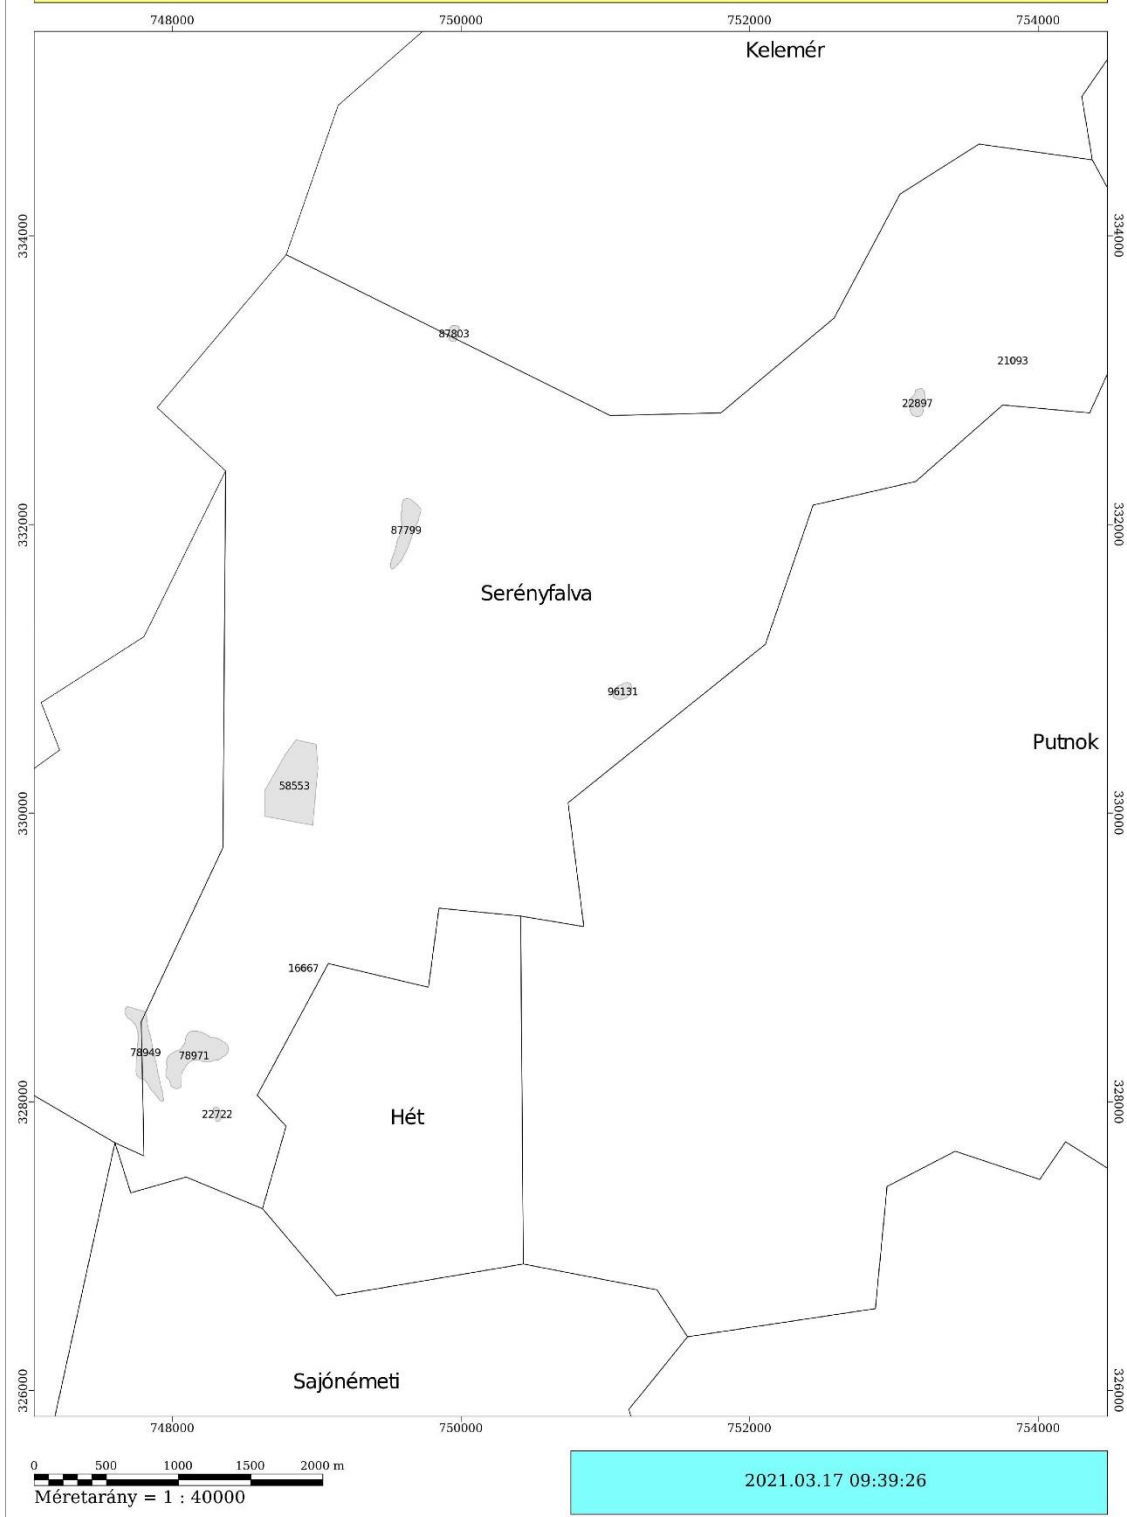 748000 750000 752000 754000
Kelemér
334000 334000
87803
21093
22897
332000 332000
87799
Serényfalva
96131
Putnok
58553
330000 330000
16667
78949 78971
328000 328000
22722
Hét
Sajónémeti
326000 326000
748000 750000 752000 754000
0 500 1000 1500 2000 m
Méretarány = 1 : 40000
2021.03.17 09:39:26